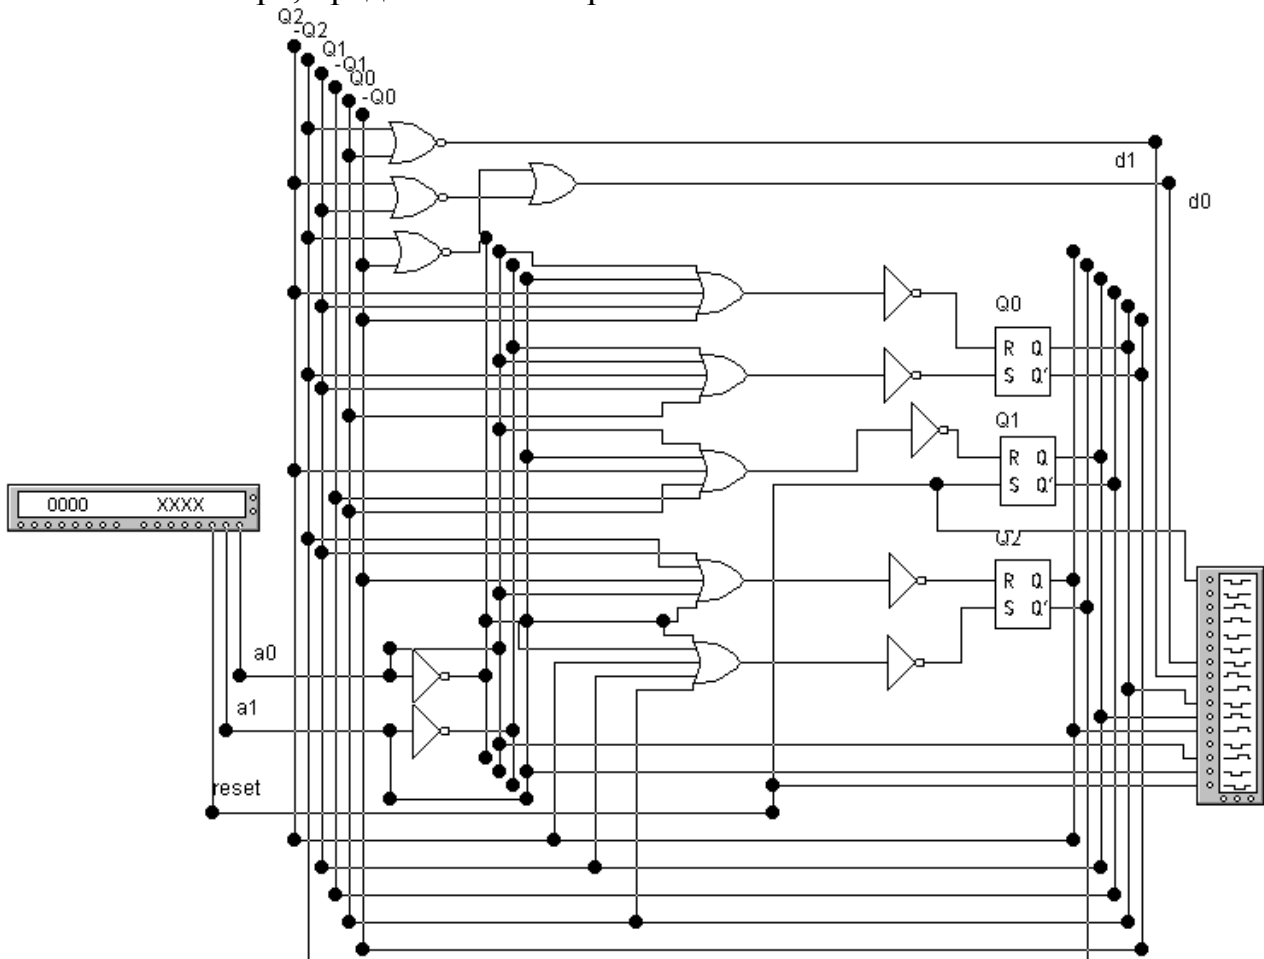 Q2
-Q2
Q1
-Q1
Q0
-Q0
d1
d0
Q0
R Q
S Q'
Q1
R Q
S Q'
0000 XXXX
Q2
R Q
S Q'
a0
a1
reset